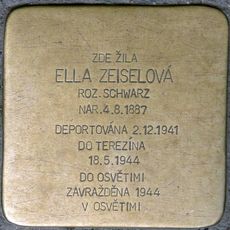 ZDE ŽILA
ELLA ZEISELOVÁ
ROZ. SCHWARZ
NAR. 4.8.1887
DEPORTOVÁNA 2.12.1941
DO TEREZÍNA
18.5.1944
DO OSVĚTIMI
ZAVRAŽDĚNA 1944
V OSVĚTIMI